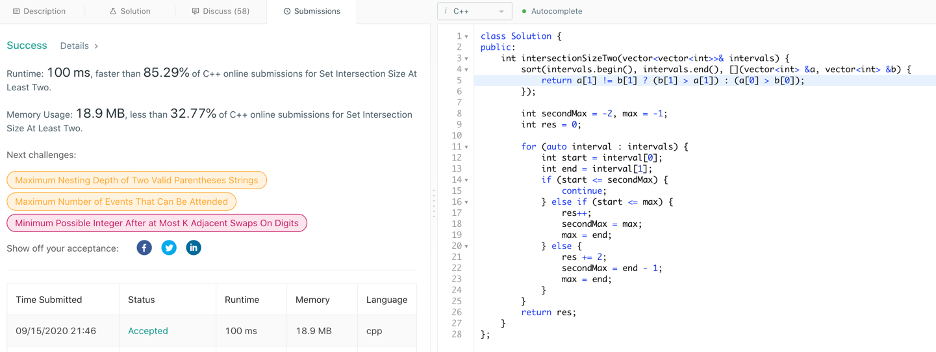 Description Solution Discuss (58) Submissions
Success Details >
Runtime: 100 ms, faster than 85.29% of C++ online submissions for Set Intersection Size At
Least Two.
Memory Usage: 18.9 MB, less than 32.77% of C++ online submissions for Set Intersection
Size At Least Two.
Next challenges:
Maximum Nesting Depth of Two Valid Parentheses Strings
Maximum Number of Events That Can Be Attended
Minimum Possible Integer After at Most K Adjacent Swaps On Digits
Show off your acceptance:
Time Submitted Status Runtime Memory Language
09/15/2020 21:46 Accepted 100 ms 18.9 MB cpp
i C++ Autocomplete
1 class Solution {
2 public:
3 int intersectionSizeTwo(vector<vector<int>>& intervals) {
4 sort(intervals.begin(), intervals.end(), [](vector<int> &a, vector<int> &b) {
5 return a[1] != b[1] ? (b[1] > a[1]) : (a[0] > b[0]);
6 });
7
8 int secondMax = -2, max = -1;
9 int res = 0;
10
11 for (auto interval : intervals) {
12 int start = interval[0];
13 int end = interval[1];
14 if (start <= secondMax) {
15 continue;
16 } else if (start <= max) {
17 res++;
18 secondMax = max;
19 max = end;
20 } else {
21 res += 2;
22 secondMax = end - 1;
23 max = end;
24 }
25 }
26 return res;
27 }
28 };